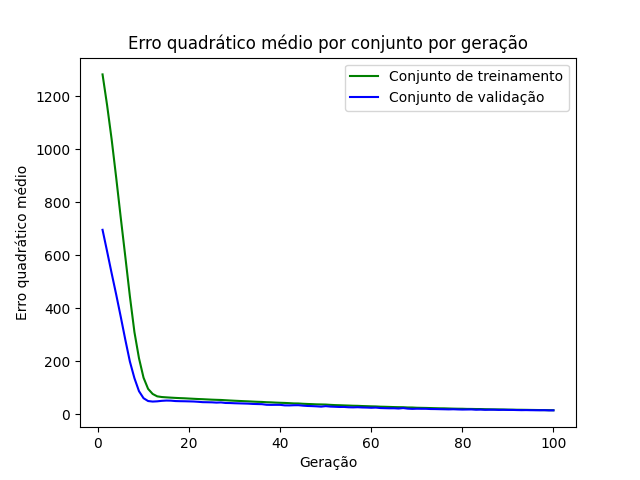 Erro quadrático médio por conjunto por geração
Conjunto de treinamento
Conjunto de validação
Erro quadrático médio
1200
1000
800
600
400
200
0
0 20 40 60 80 100
Geração